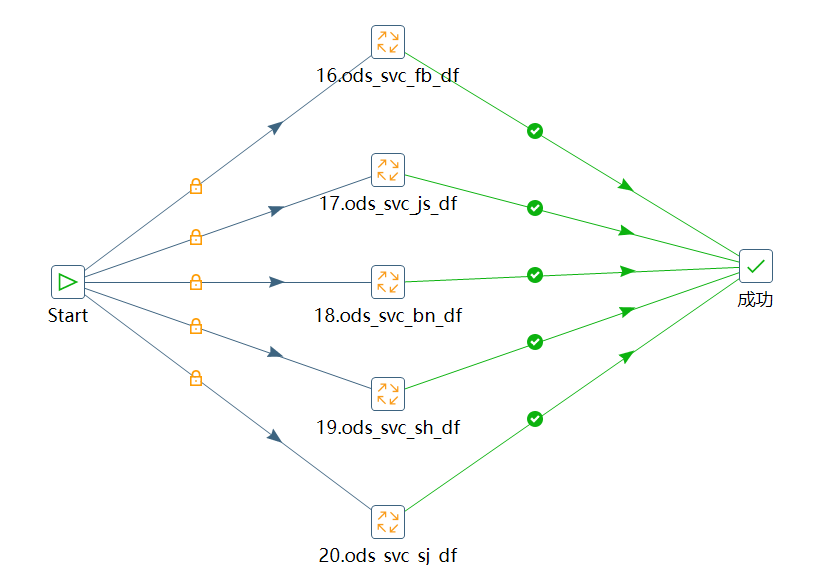 16.ods_svc_fb_df
17.ods_svc_js_df
Start
18.ods_svc_bn_df
成功
19.ods_svc_sh_df
20.ods_svc_sj_df